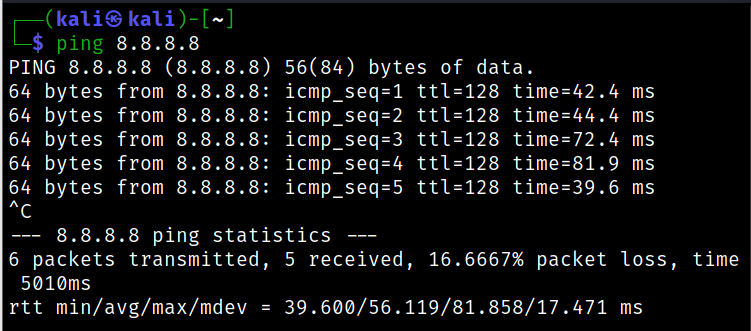 ┌──(kali㉿kali)-[~]
└─$ ping 8.8.8.8
PING 8.8.8.8 (8.8.8.8) 56(84) bytes of data.
64 bytes from 8.8.8.8: icmp_seq=1 ttl=128 time=42.4 ms
64 bytes from 8.8.8.8: icmp_seq=2 ttl=128 time=44.4 ms
64 bytes from 8.8.8.8: icmp_seq=3 ttl=128 time=72.4 ms
64 bytes from 8.8.8.8: icmp_seq=4 ttl=128 time=81.9 ms
64 bytes from 8.8.8.8: icmp_seq=5 ttl=128 time=39.6 ms
^C
--- 8.8.8.8 ping statistics ---
6 packets transmitted, 5 received, 16.6667% packet loss, time
 5010ms
rtt min/avg/max/mdev = 39.600/56.119/81.858/17.471 ms